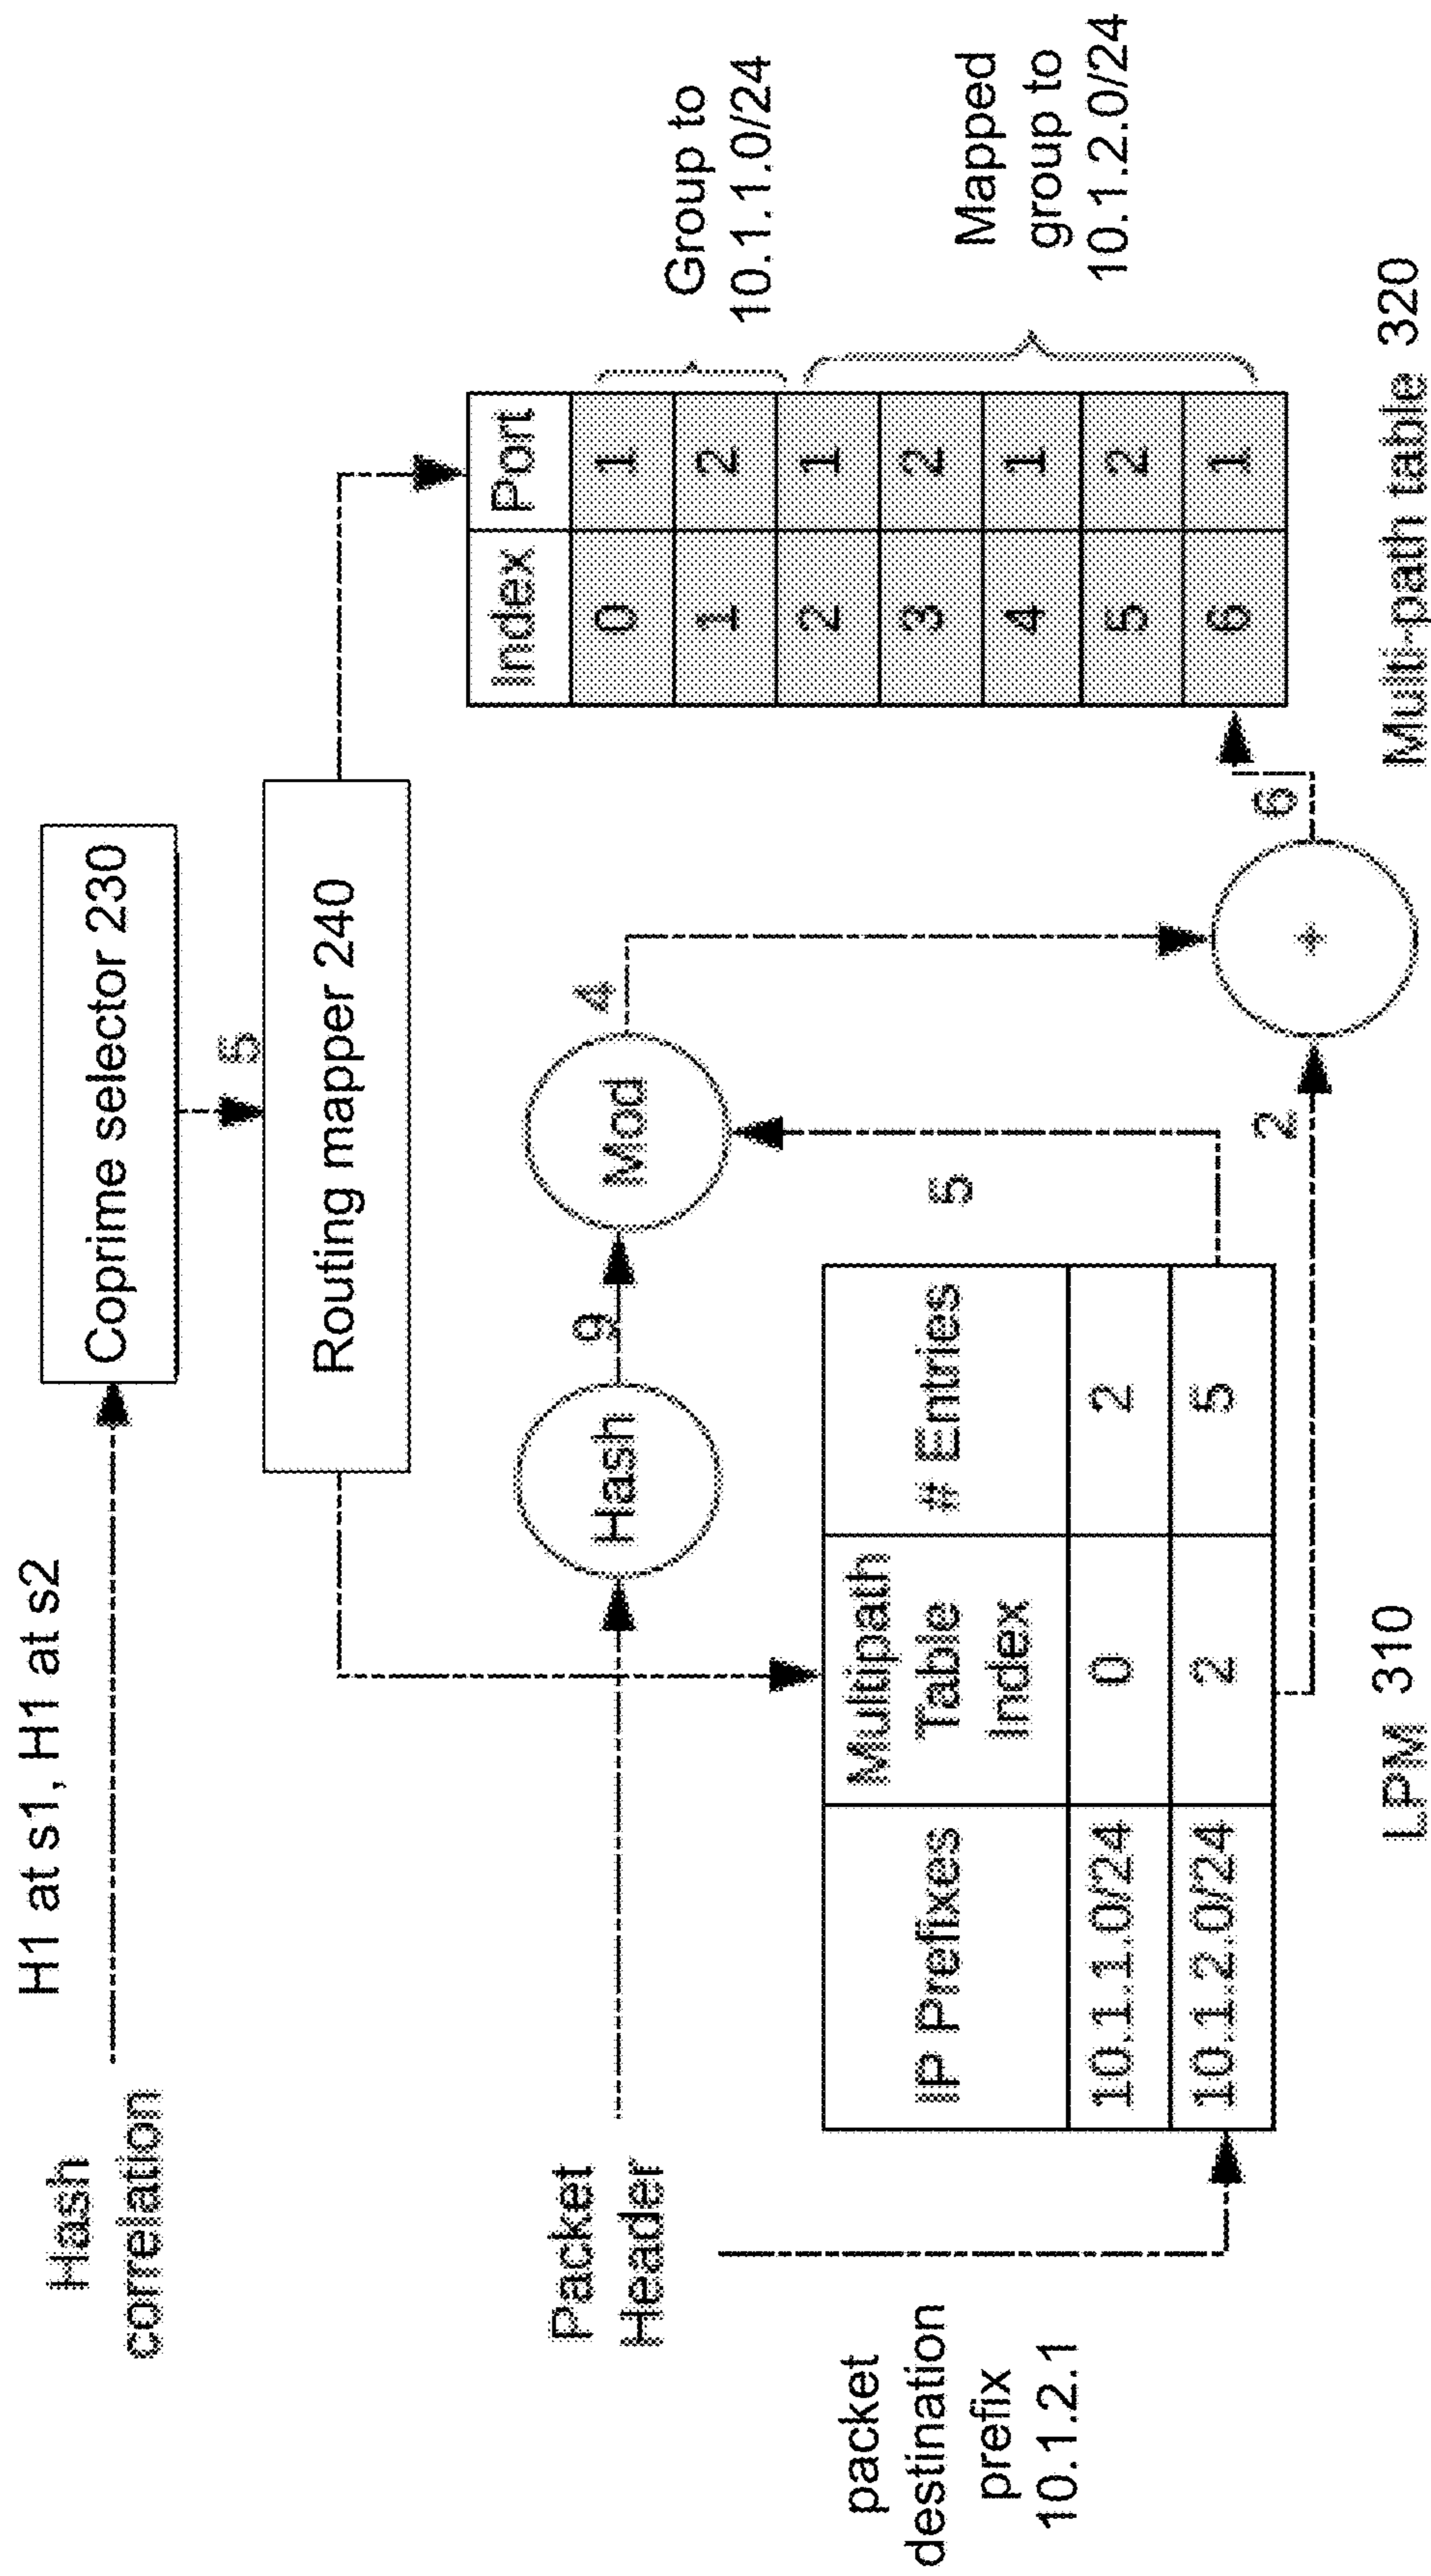 Hash
correlation
H1 at s1, H1 at s2
Coprime selector 230
5
Routing mapper 240
Packet
Header
Hash
9
Mod
4
packet
destination
prefix
10.1.2.1
IP Prefixes
Multipath
Table
Index
# Entries
10.1.1.0/24
0
2
10.1.2.0/24
2
5
5
2
+
6
LPM 310
Index
Port
0
1
1
2
2
1
3
2
4
1
5
2
6
1
Group to
10.1.1.0/24
Mapped
group to
10.1.2.0/24
Multi-path table 320